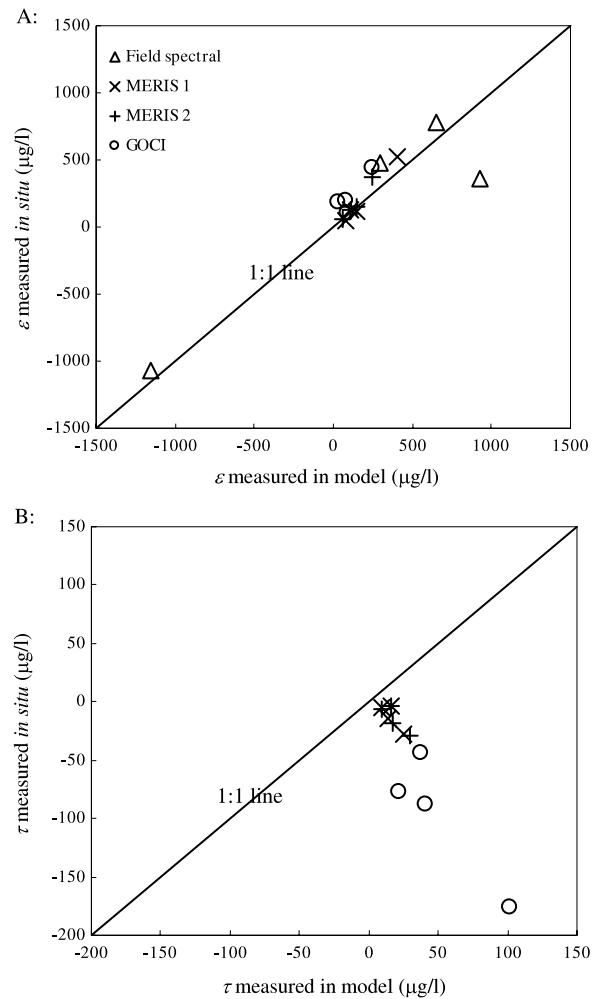 A:
1500
1000
500
0
-500
-1000
-1500
ε measured in situ (μg/l)
Field spectral
MERIS 1
MERIS 2
GOCI
1:1 line
-1500 -1000 -500 0 500 1000 1500
ε measured in model (μg/l)
B:
150
100
50
0
-50
-100
-150
-200
τ measured in situ (μg/l)
1:1 line
-200 -150 -100 -50 0 50 100 150
τ measured in model (μg/l)